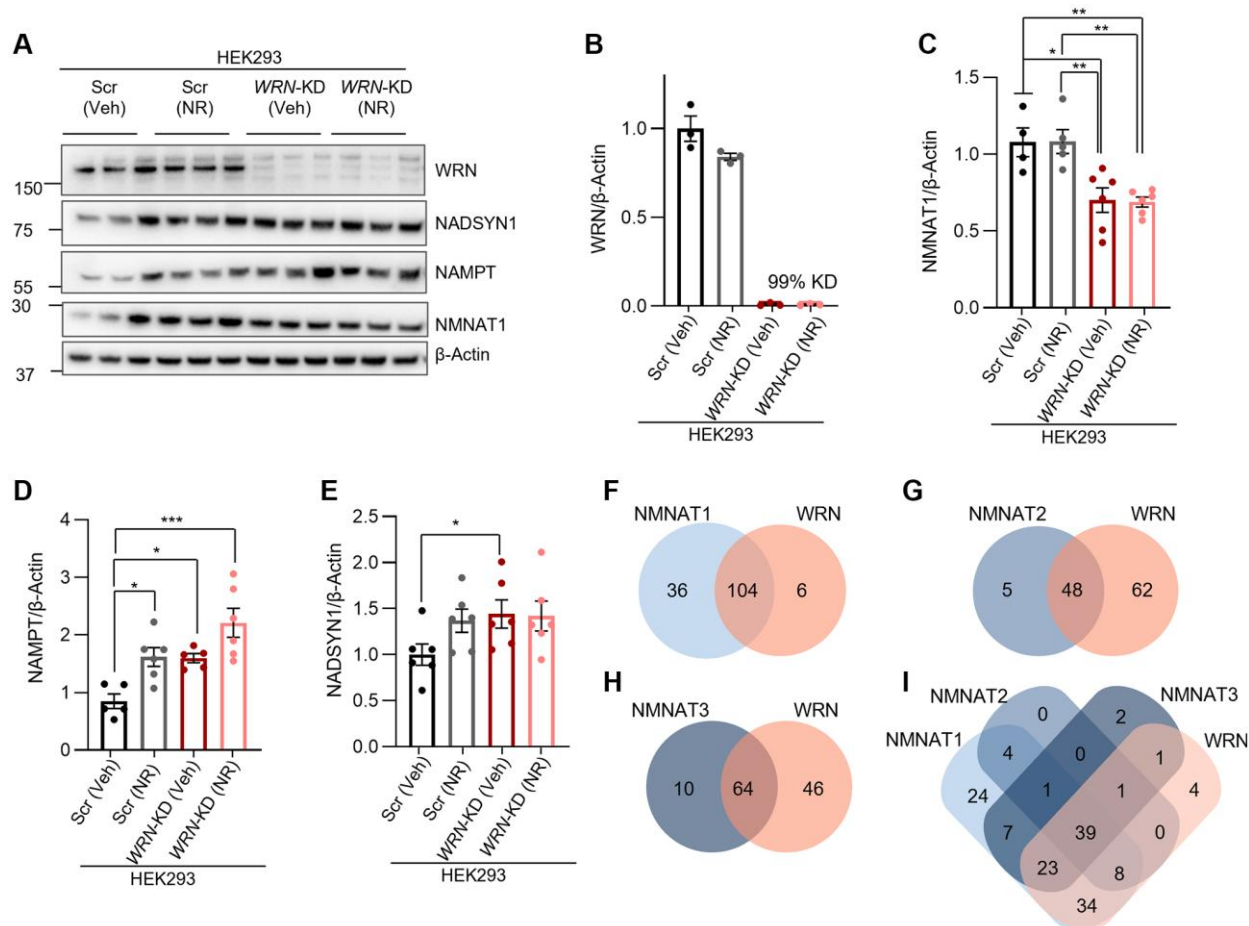 A
HEK293
Scr
(Veh)
Scr
(NR)
WRN-KD
(Veh)
WRN-KD
(NR)
150
WRN
75
NADSYN1
55
NAMPT
30
NMNAT1
37
β-Actin
B
WRN/β-Actin
1.0
0.5
0.0
99% KD
Scr (Veh)
Scr (NR)
WRN-KD (Veh)
WRN-KD (NR)
HEK293
C
NMNAT1/β-Actin
1.5
1.0
0.5
0.0
**
**
*
**
Scr (Veh)
Scr (NR)
WRN-KD (Veh)
WRN-KD (NR)
HEK293
D
NAMPT/β-Actin
4
3
2
1
0
***
*
*
Scr (Veh)
Scr (NR)
WRN-KD (Veh)
WRN-KD (NR)
HEK293
E
NADSYN1/β-Actin
2.5
2.0
1.5
1.0
0.5
0.0
*
Scr (Veh)
Scr (NR)
WRN-KD (Veh)
WRN-KD (NR)
HEK293
F
NMNAT1 WRN
36 104 6
G
NMNAT2 WRN
5 48 62
H
NMNAT3 WRN
10 64 46
I
NMNAT2 NMNAT3
NMNAT1 WRN
0 2
4 0 1
24 1 1 4
7 39 0
23 8
34